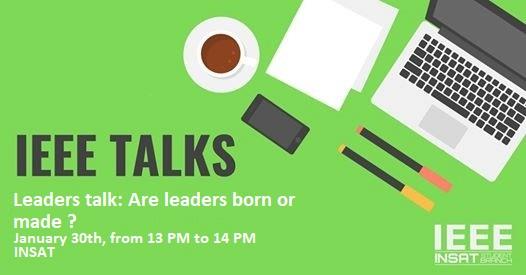 IEEE TALKS
Leaders talk: Are leaders born or
made ?
January 30th, from 13 PM to 14 PM
INSAT
IEEE
INSAT STUDENT
BRANCH